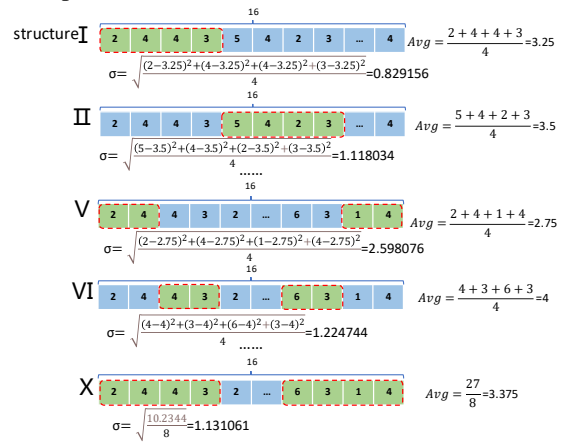 16
structure I 2 4 4 3 5 4 2 3 ... 4 Avg = (2 + 4 + 4 + 3)/4 =3.25
σ= √((2−3.25)²+(4−3.25)²+(4−3.25)²+(3−3.25)²/4)=0.829156
16
II 2 4 4 3 5 4 2 3 ... 4 Avg = (5 + 4 + 2 + 3)/4 =3.5
σ= √((5−3.5)²+(4−3.5)²+(2−3.5)²+(3−3.5)²/4)=1.118034
......
16
V 2 4 4 3 2 ... 6 3 1 4 Avg = (2 + 4 + 1 + 4)/4 =2.75
σ= √((2−2.75)²+(4−2.75)²+(1−2.75)²+(4−2.75)²/4)=2.598076
16
VI 2 4 4 3 2 ... 6 3 1 4 Avg = (4 + 3 + 6 + 3)/4 =4
σ= √((4−4)²+(3−4)²+(6−4)²+(3−4)²/4)=1.224744
......
16
X 2 4 4 3 2 ... 6 3 1 4 Avg = 27/8 =3.375
σ= √(10.2344/8)=1.131061